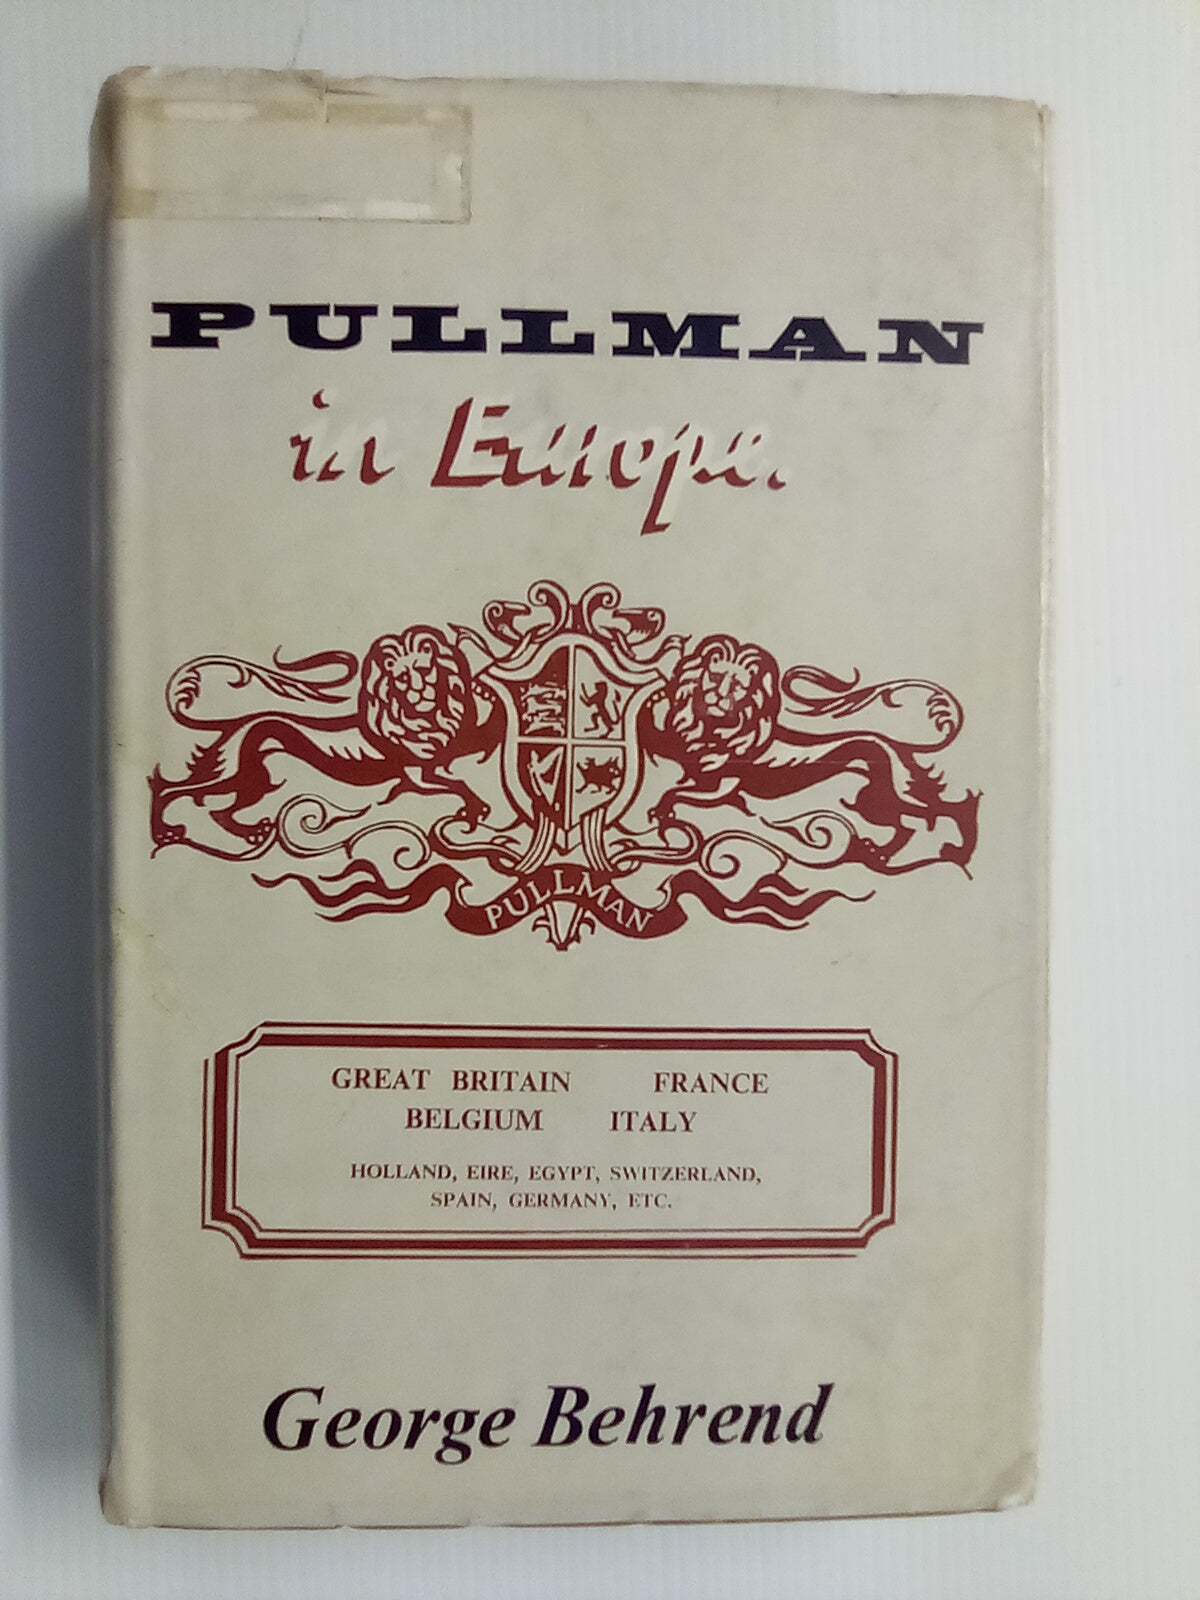 PULLMAN
in Europe.
PULLMAN
GREAT BRITAIN FRANCE
BELGIUM ITALY
HOLLAND, EIRE, EGYPT, SWITZERLAND,
SPAIN, GERMANY, ETC.
George Behrend